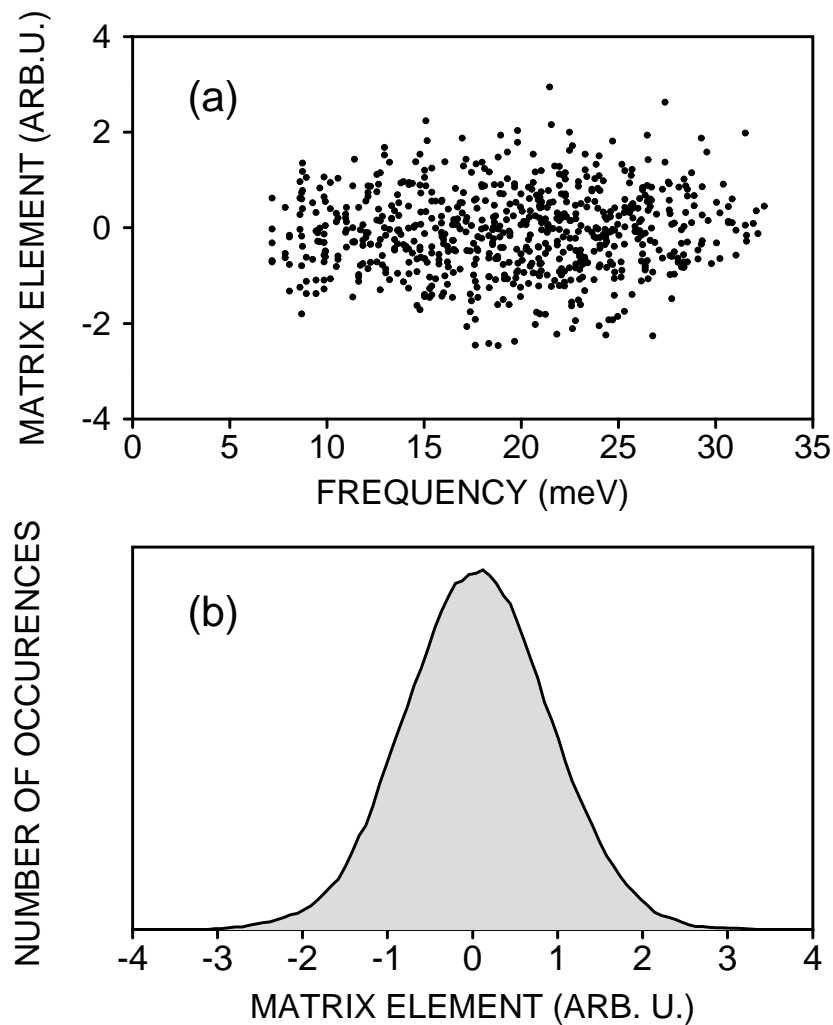 MATRIX ELEMENT (ARB.U.)
(a)
4
2
0
-2
-4
0 5 10 15 20 25 30 35
FREQUENCY (meV)
NUMBER OF OCCURENCES
(b)
-4 -3 -2 -1 0 1 2 3 4
MATRIX ELEMENT (ARB. U.)